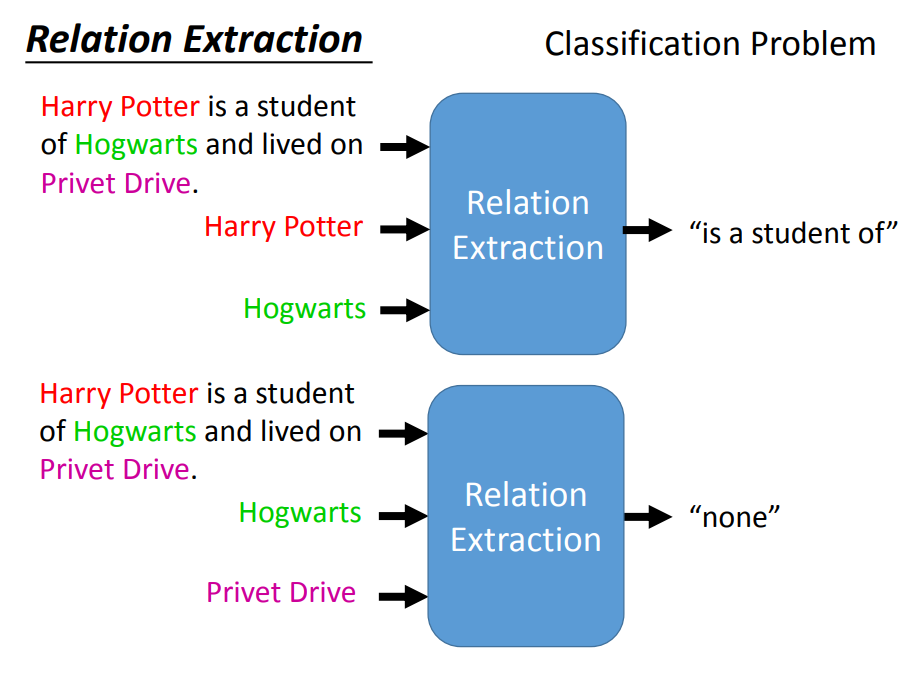 Relation Extraction
Classification Problem
Harry Potter is a student
of Hogwarts and lived on
Privet Drive.
Harry Potter
Hogwarts
Relation
Extraction
“is a student of”
Harry Potter is a student
of Hogwarts and lived on
Privet Drive.
Hogwarts
Privet Drive
Relation
Extraction
“none”